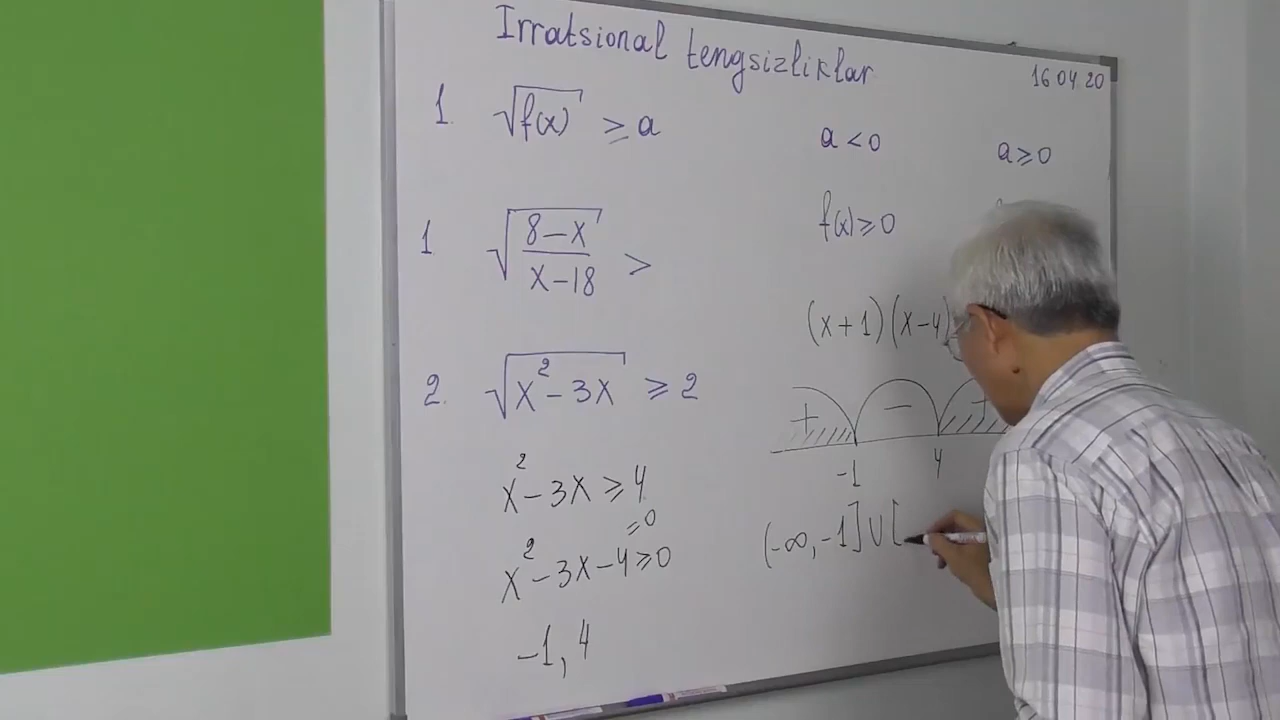 Irratsional tengsizliklar
16 04 20
1. √f(x) ≥ a
a < 0
a ≥ 0
f(x) ≥ 0
1 √((8-x)/(x-18)) >
(x+1)(x-4)
2. √(x²-3x) ≥ 2
+ - +
-1 4
x²-3x ≥ 4
=0
x²-3x-4 ≥ 0
-1, 4
(-∞, -1] ∪ [